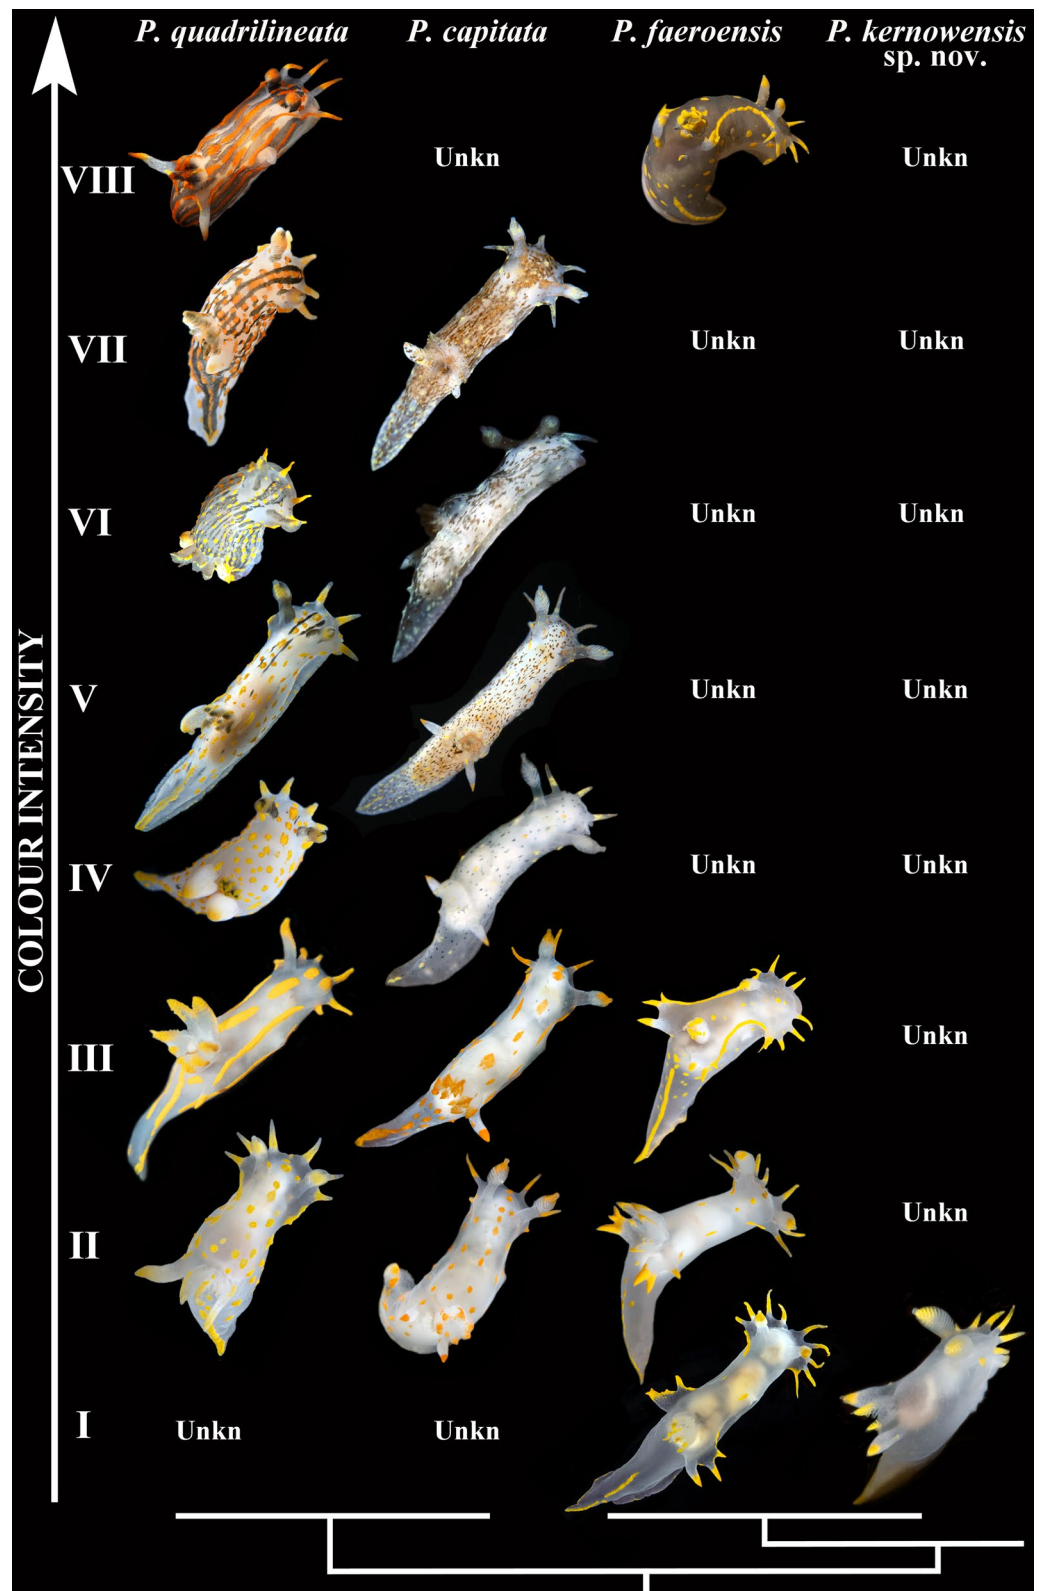 P. quadrilineata P. capitata P. faeroensis P. kernowensis
sp. nov.
VIII Unkn Unkn
VII Unkn Unkn
VI Unkn Unkn
V Unkn Unkn
IV Unkn Unkn
III Unkn
II Unkn
I Unkn Unkn
COLOUR INTENSITY